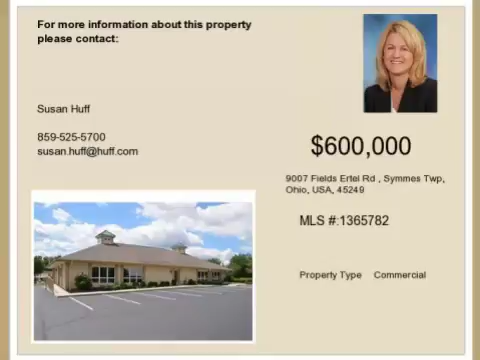 For more information about this property
please contact:
Susan Huff
859-525-5700
susan.huff@huff.com
$600,000
9007 Fields Ertel Rd , Symmes Twp,
Ohio, USA, 45249
MLS #:1365782
Property Type Commercial